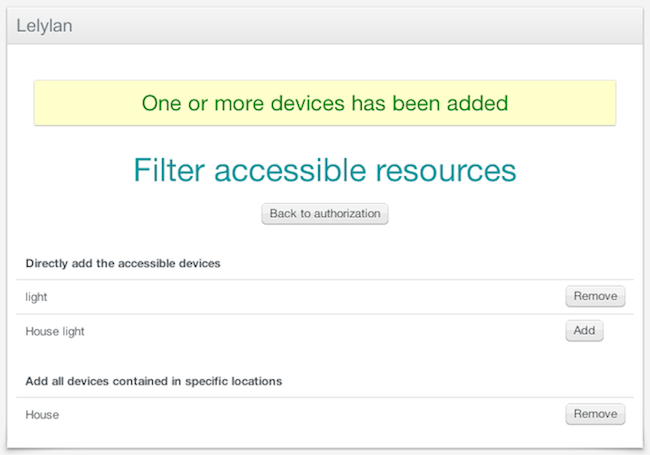 Lelylan
One or more devices has been added
Filter accessible resources
Back to authorization
Directly add the accessible devices
light Remove
House light Add
Add all devices contained in specific locations
House Remove